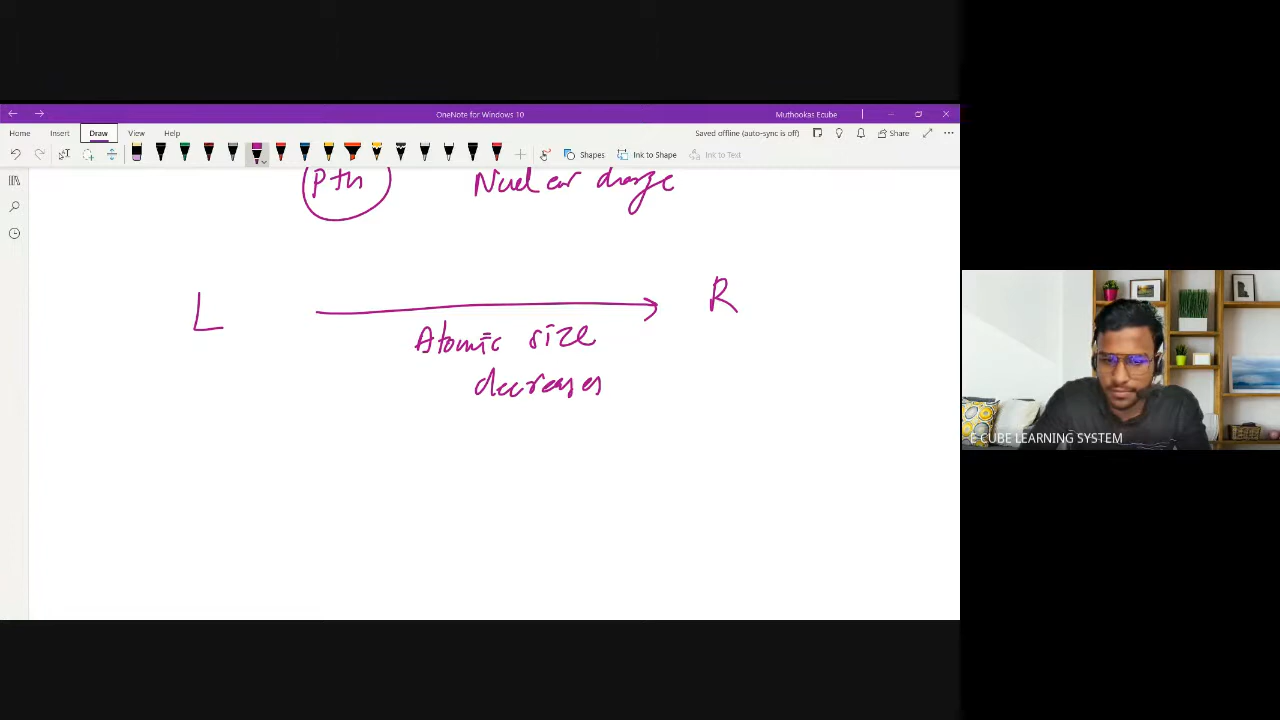 OneNote for Windows 10
Muthookas Ecube
Home Insert Draw View Help
Saved offline (auto-sync is off)
Share
Shapes
Ink to Shape
Ink to Text
Nuclear charge
L R
Atomic size
decreases
E CUBE LEARNING SYSTEM